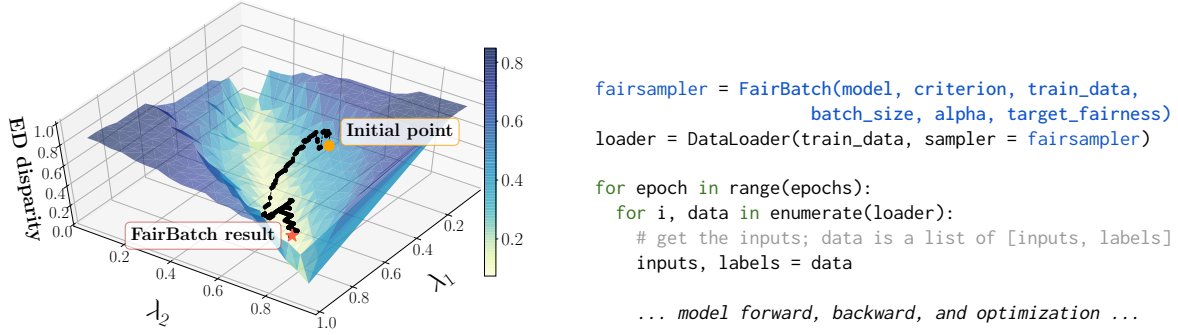 ED disparity
1.0
0.8
0.6
0.4
0.2
0.0
0.2
0.4
0.6
0.8
1.0
λ2
0.2
0.4
0.6
0.8
λ1
Initial point
FairBatch result
0.8
0.6
0.4
0.2
fairsampler = FairBatch(model, criterion, train_data,
batch_size, alpha, target_fairness)
loader = DataLoader(train_data, sampler = fairsampler)
for epoch in range(epochs):
for i, data in enumerate(loader):
# get the inputs; data is a list of [inputs, labels]
inputs, labels = data
... model forward, backward, and optimization ...